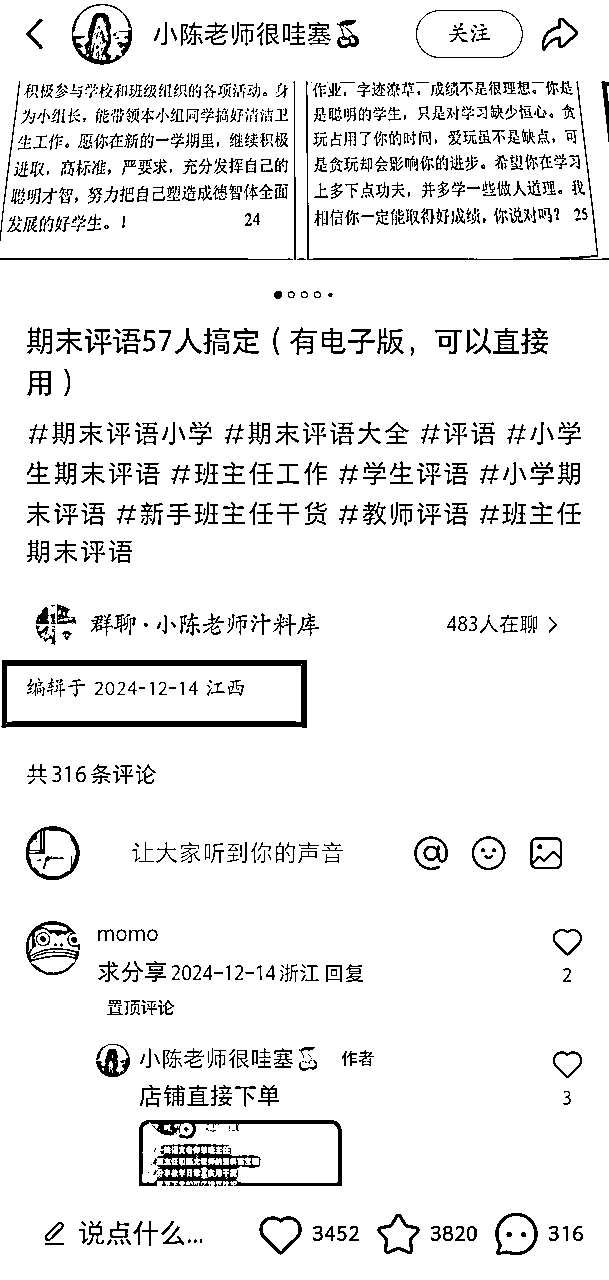 小陈老师很哇塞🍒
关注
积极参与学校和班级组织的各项活动。身
为小组长，能带领本小组同学搞好清洁卫
生工作。愿你在新的一学期里，继续积极
进取，高标准，严要求，充分发挥自己的
聪明才智，努力把自己塑造成德智体全面
发展的好学生。！ 24
作业，字迹潦草，成绩不是很理想。你是
是聪明的学生，只是对学习缺少恒心。贪
玩占用了你的时间，爱玩虽不是缺点，可
是贪玩却会影响你的进步。希望你在学习
上多下点功夫，并多学一些做人道理。我
相信你一定能取得好成绩，你说对吗？ 25
期末评语57人搞定（有电子版，可以直接
用）
#期末评语小学 #期末评语大全 #评语 #小学
生期末评语 #班主任工作 #学生评语 #小学期
末评语 #新手班主任干货 #教师评语 #班主任
期末评语
群聊·小陈老师汁料库
483人在聊
编辑于 2024-12-14 江西
共316条评论
让大家听到你的声音
momo
求分享 2024-12-14 浙江 回复
2
置顶评论
小陈老师很哇塞🍒 作者
店铺直接下单
3
说点什么...
3452
3820
316